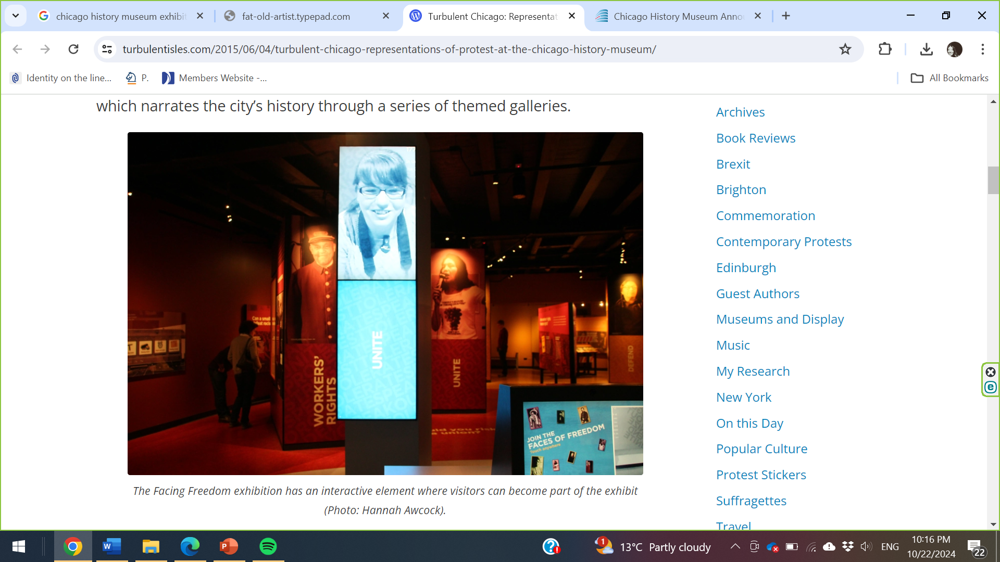 chicago history museum exhibit
fat-old-artist.typepad.com
Turbulent Chicago: Representat
Chicago History Museum Anno
turbulentisles.com/2015/06/04/turbulent-chicago-representations-of-protest-at-the-chicago-history-museum/
Identity on the line...
P.
Members Website -...
All Bookmarks
which narrates the city’s history through a series of themed galleries.
WORKERS’
RIGHTS
UNITE
UNITE
DEFEND
JOIN THE
FACES OF FREEDOM
Touch anywhere
The Facing Freedom exhibition has an interactive element where visitors can become part of the exhibit
(Photo: Hannah Awcock).
Archives
Book Reviews
Brexit
Brighton
Commemoration
Contemporary Protests
Edinburgh
Guest Authors
Museums and Display
Music
My Research
New York
On this Day
Popular Culture
Protest Stickers
Suffragettes
Travel
1
13°C Partly cloudy
ENG
10:16 PM
10/22/2024
22